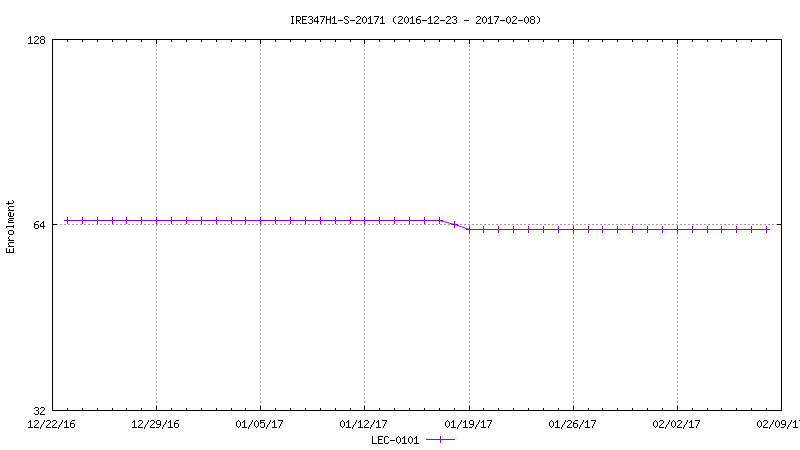 IRE347H1-S-20171 (2016-12-23 - 2017-02-08)
128
Enrolment
64
32
12/22/16 12/29/16 01/05/17 01/12/17 01/19/17 01/26/17 02/02/17 02/09/1
LEC-0101